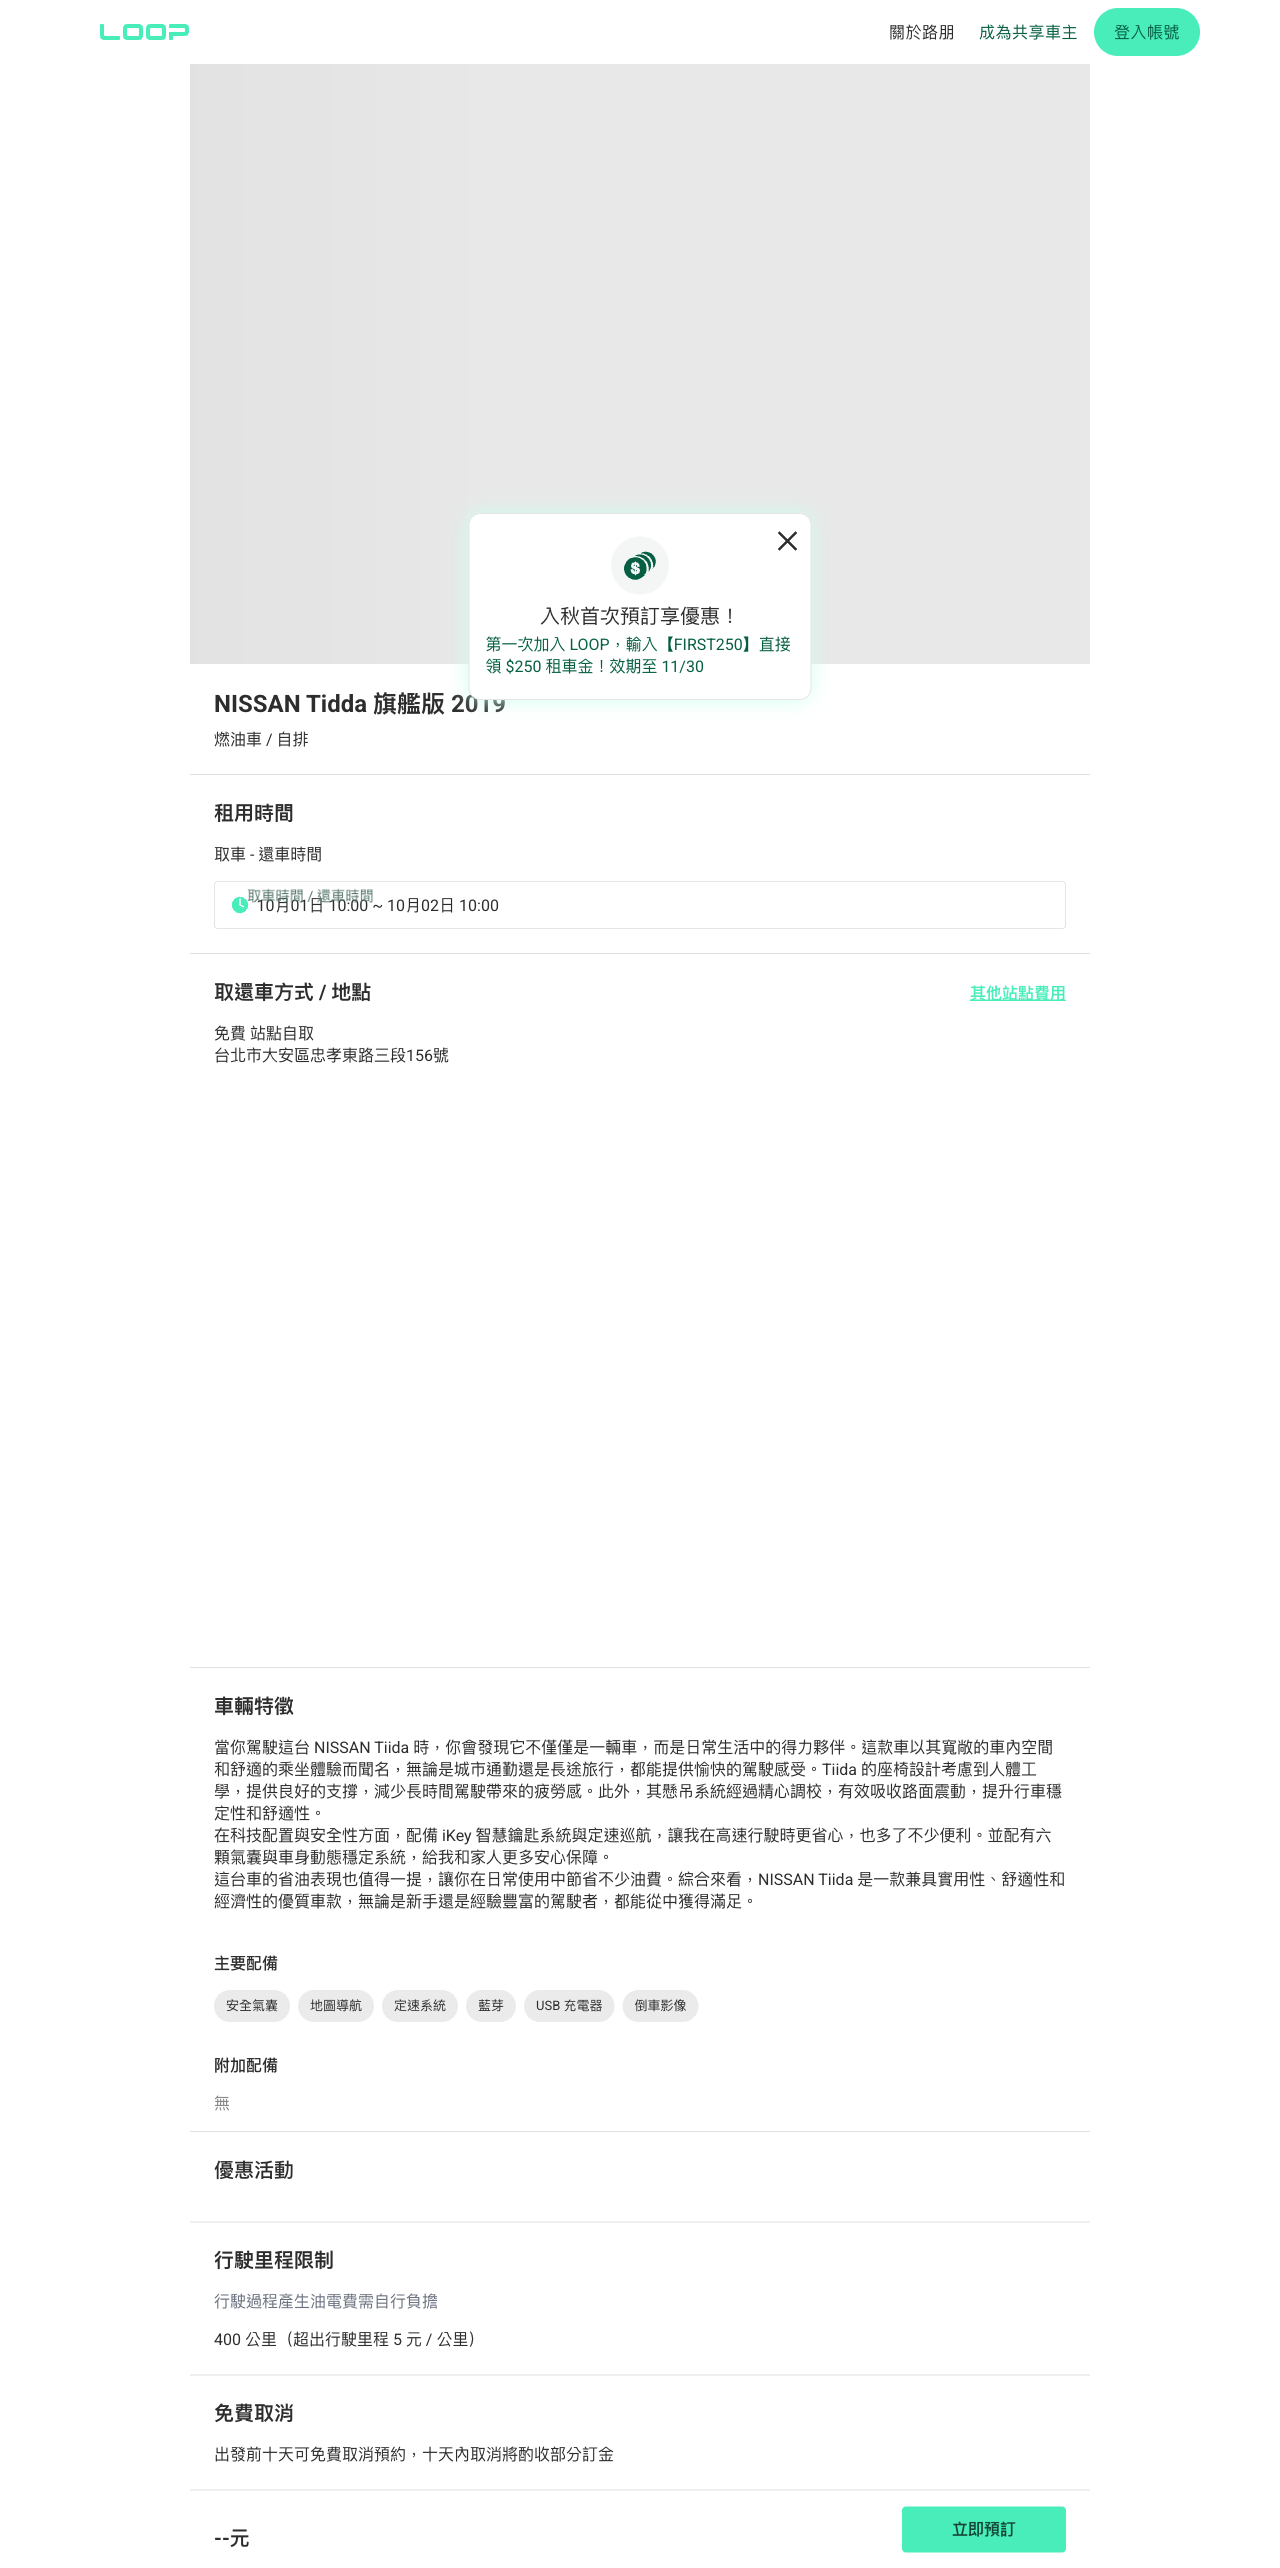 LOOP
關於路朋
成為共享車主
登入帳號
入秋首次預訂享優惠！
第一次加入 LOOP，輸入【FIRST250】直接
領 $250 租車金！效期至 11/30
NISSAN Tidda 旗艦版 2019
燃油車 / 自排
租用時間
取車 - 還車時間
取車時間 / 還車時間
10月01日 10:00 ~ 10月02日 10:00
取還車方式 / 地點
其他站點費用
免費 站點自取
台北市大安區忠孝東路三段156號
車輛特徵
當你駕駛這台 NISSAN Tiida 時，你會發現它不僅僅是一輛車，而是日常生活中的得力夥伴。這款車以其寬敞的車內空間
和舒適的乘坐體驗而聞名，無論是城市通勤還是長途旅行，都能提供愉快的駕駛感受。Tiida 的座椅設計考慮到人體工
學，提供良好的支撐，減少長時間駕駛帶來的疲勞感。此外，其懸吊系統經過精心調校，有效吸收路面震動，提升行車穩
定性和舒適性。
在科技配置與安全性方面，配備 iKey 智慧鑰匙系統與定速巡航，讓我在高速行駛時更省心，也多了不少便利。並配有六
顆氣囊與車身動態穩定系統，給我和家人更多安心保障。
這台車的省油表現也值得一提，讓你在日常使用中節省不少油費。綜合來看，NISSAN Tiida 是一款兼具實用性、舒適性和
經濟性的優質車款，無論是新手還是經驗豐富的駕駛者，都能從中獲得滿足。
主要配備
安全氣囊
地圖導航
定速系統
藍芽
USB 充電器
倒車影像
附加配備
無
優惠活動
行駛里程限制
行駛過程產生油電費需自行負擔
400 公里（超出行駛里程 5 元 / 公里）
免費取消
出發前十天可免費取消預約，十天內取消將酌收部分訂金
--元
立即預訂